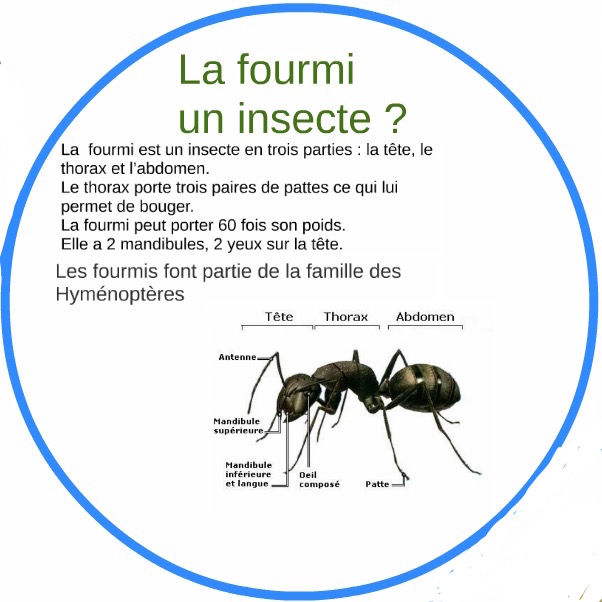 La fourmi
un insecte ?
La  fourmi est un insecte en trois parties : la tête, le
thorax et l'abdomen.
Le thorax porte trois paires de pattes ce qui lui
permet de bouger.
La fourmi peut porter 60 fois son poids.
Elle a 2 mandibules, 2 yeux sur la tête.
Les fourmis font partie de la famille des
Hyménoptères
Tête Thorax Abdomen
Antenne
Mandibule
supérieure
Mandibule
inférieure
et langue
Oeil
composé
Patte